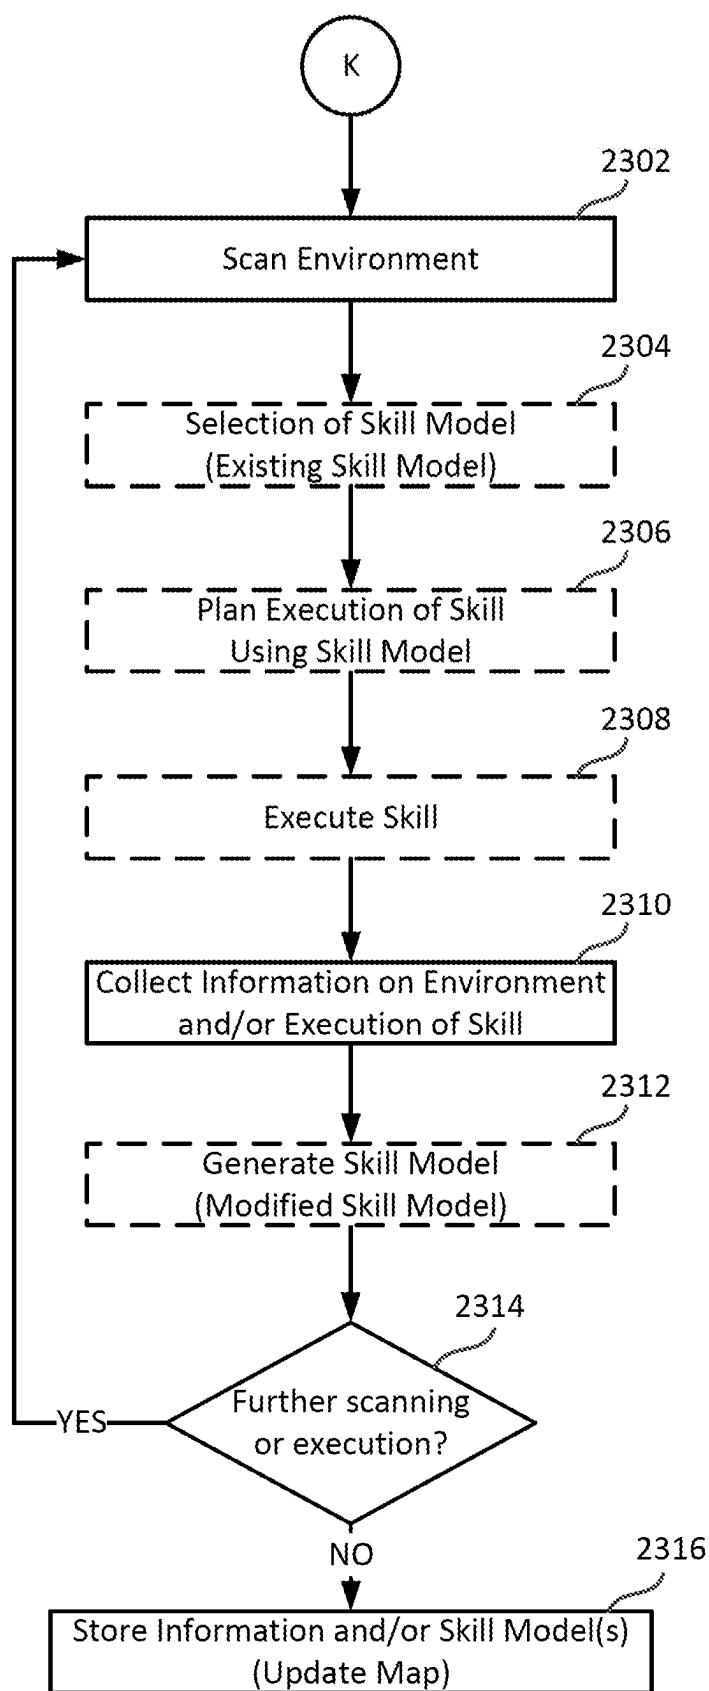 K
2302
Scan Environment
2304
Selection of Skill Model
(Existing Skill Model)
2306
Plan Execution of Skill
Using Skill Model
2308
Execute Skill
2310
Collect Information on Environment
and/or Execution of Skill
2312
Generate Skill Model
(Modified Skill Model)
2314
Further scanning
or execution?
YES
NO
2316
Store Information and/or Skill Model(s)
(Update Map)